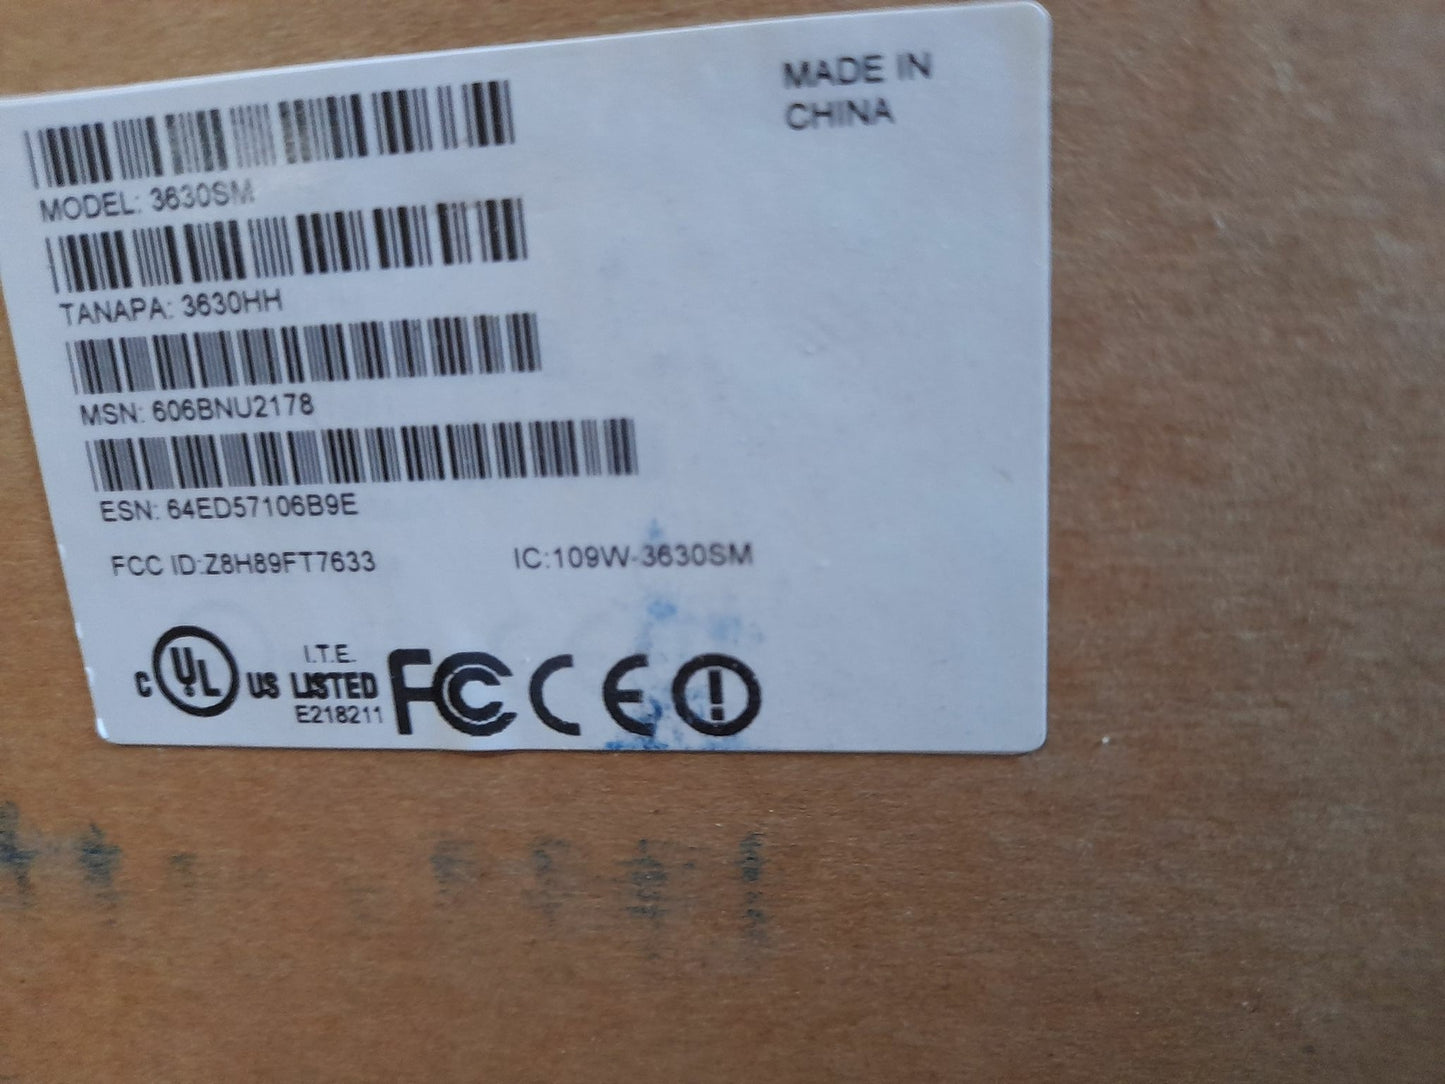 MADE IN
CHINA
MODEL: 3630SM
TANAPA: 3630HH
MSN: 606BNU2178
ESN: 64ED57106B9E
FCC ID:Z8H89FT7633 IC:109W-3630SM
C UL US I.T.E.
LISTED
E218211 FC CE !